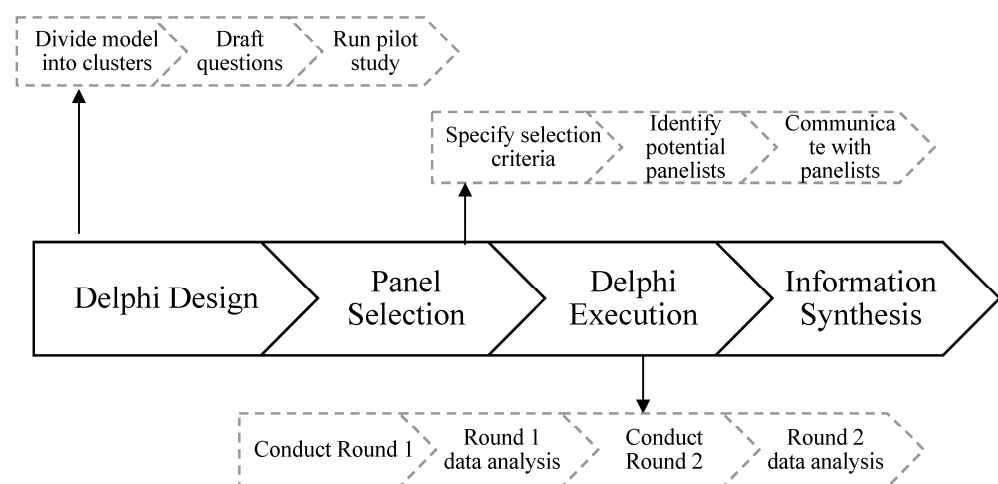 Divide model
into clusters
Draft
questions
Run pilot
study
Specify selection
criteria
Identify
potential
panelists
Communica
te with
panelists
Delphi Design
Panel
Selection
Delphi
Execution
Information
Synthesis
Conduct Round 1
Round 1
data analysis
Conduct
Round 2
Round 2
data analysis